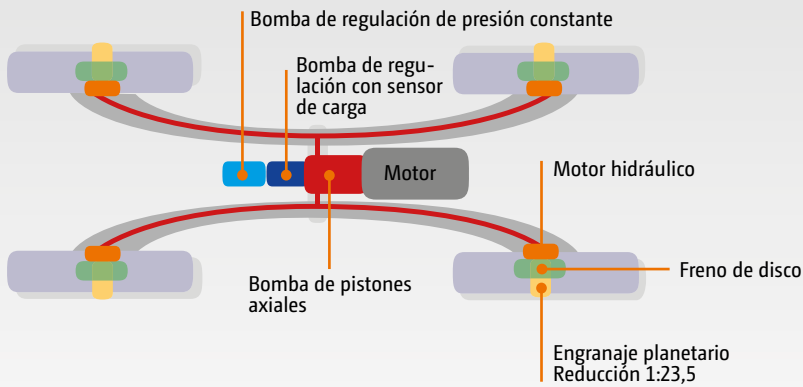 Bomba de regulación de presión constante
Bomba de regu-
lación con sensor
de carga
Motor
Motor hidráulico
Bomba de pistones
axiales
Freno de disco
Engranaje planetario
Reducción 1:23,5